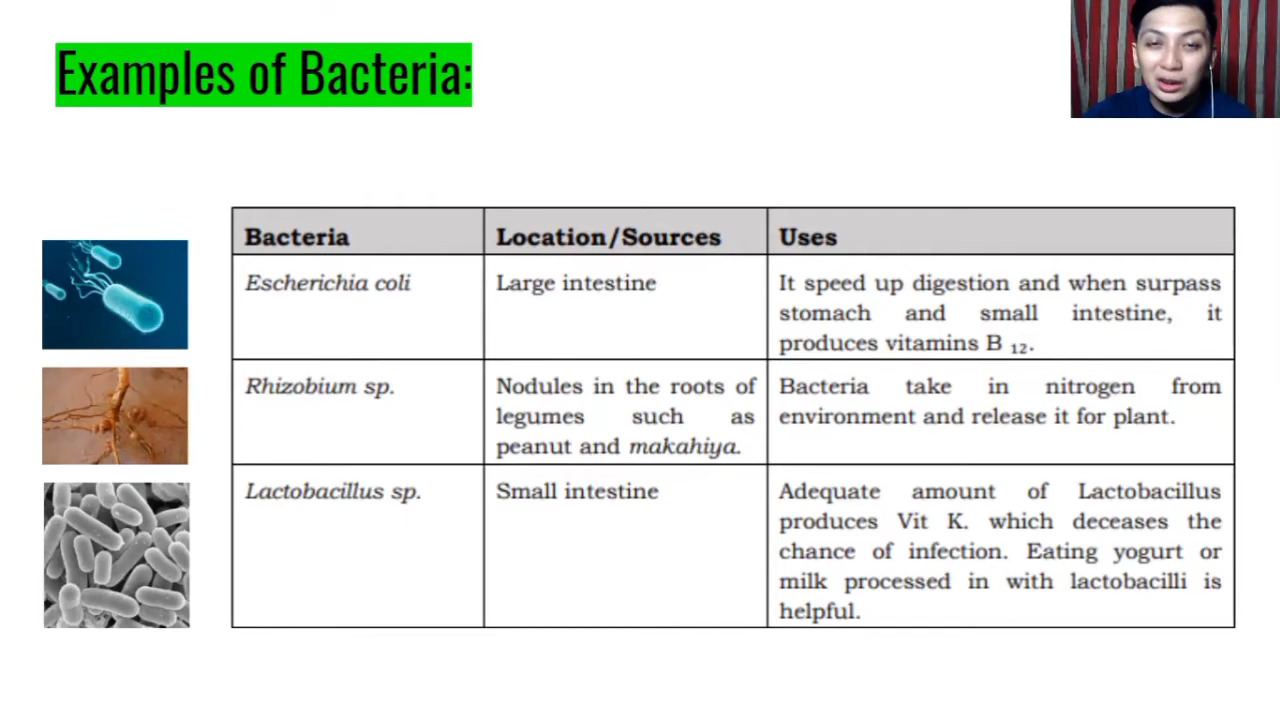 Examples of Bacteria:
Bacteria
Location/Sources
Uses
Escherichia coli
Large intestine
It speed up digestion and when surpass
stomach and small intestine, it
produces vitamins B 12.
Rhizobium sp.
Nodules in the roots of
legumes such as
peanut and makahiya.
Bacteria take in nitrogen from
environment and release it for plant.
Lactobacillus sp.
Small intestine
Adequate amount of Lactobacillus
produces Vit K. which deceases the
chance of infection. Eating yogurt or
milk processed in with lactobacilli is
helpful.